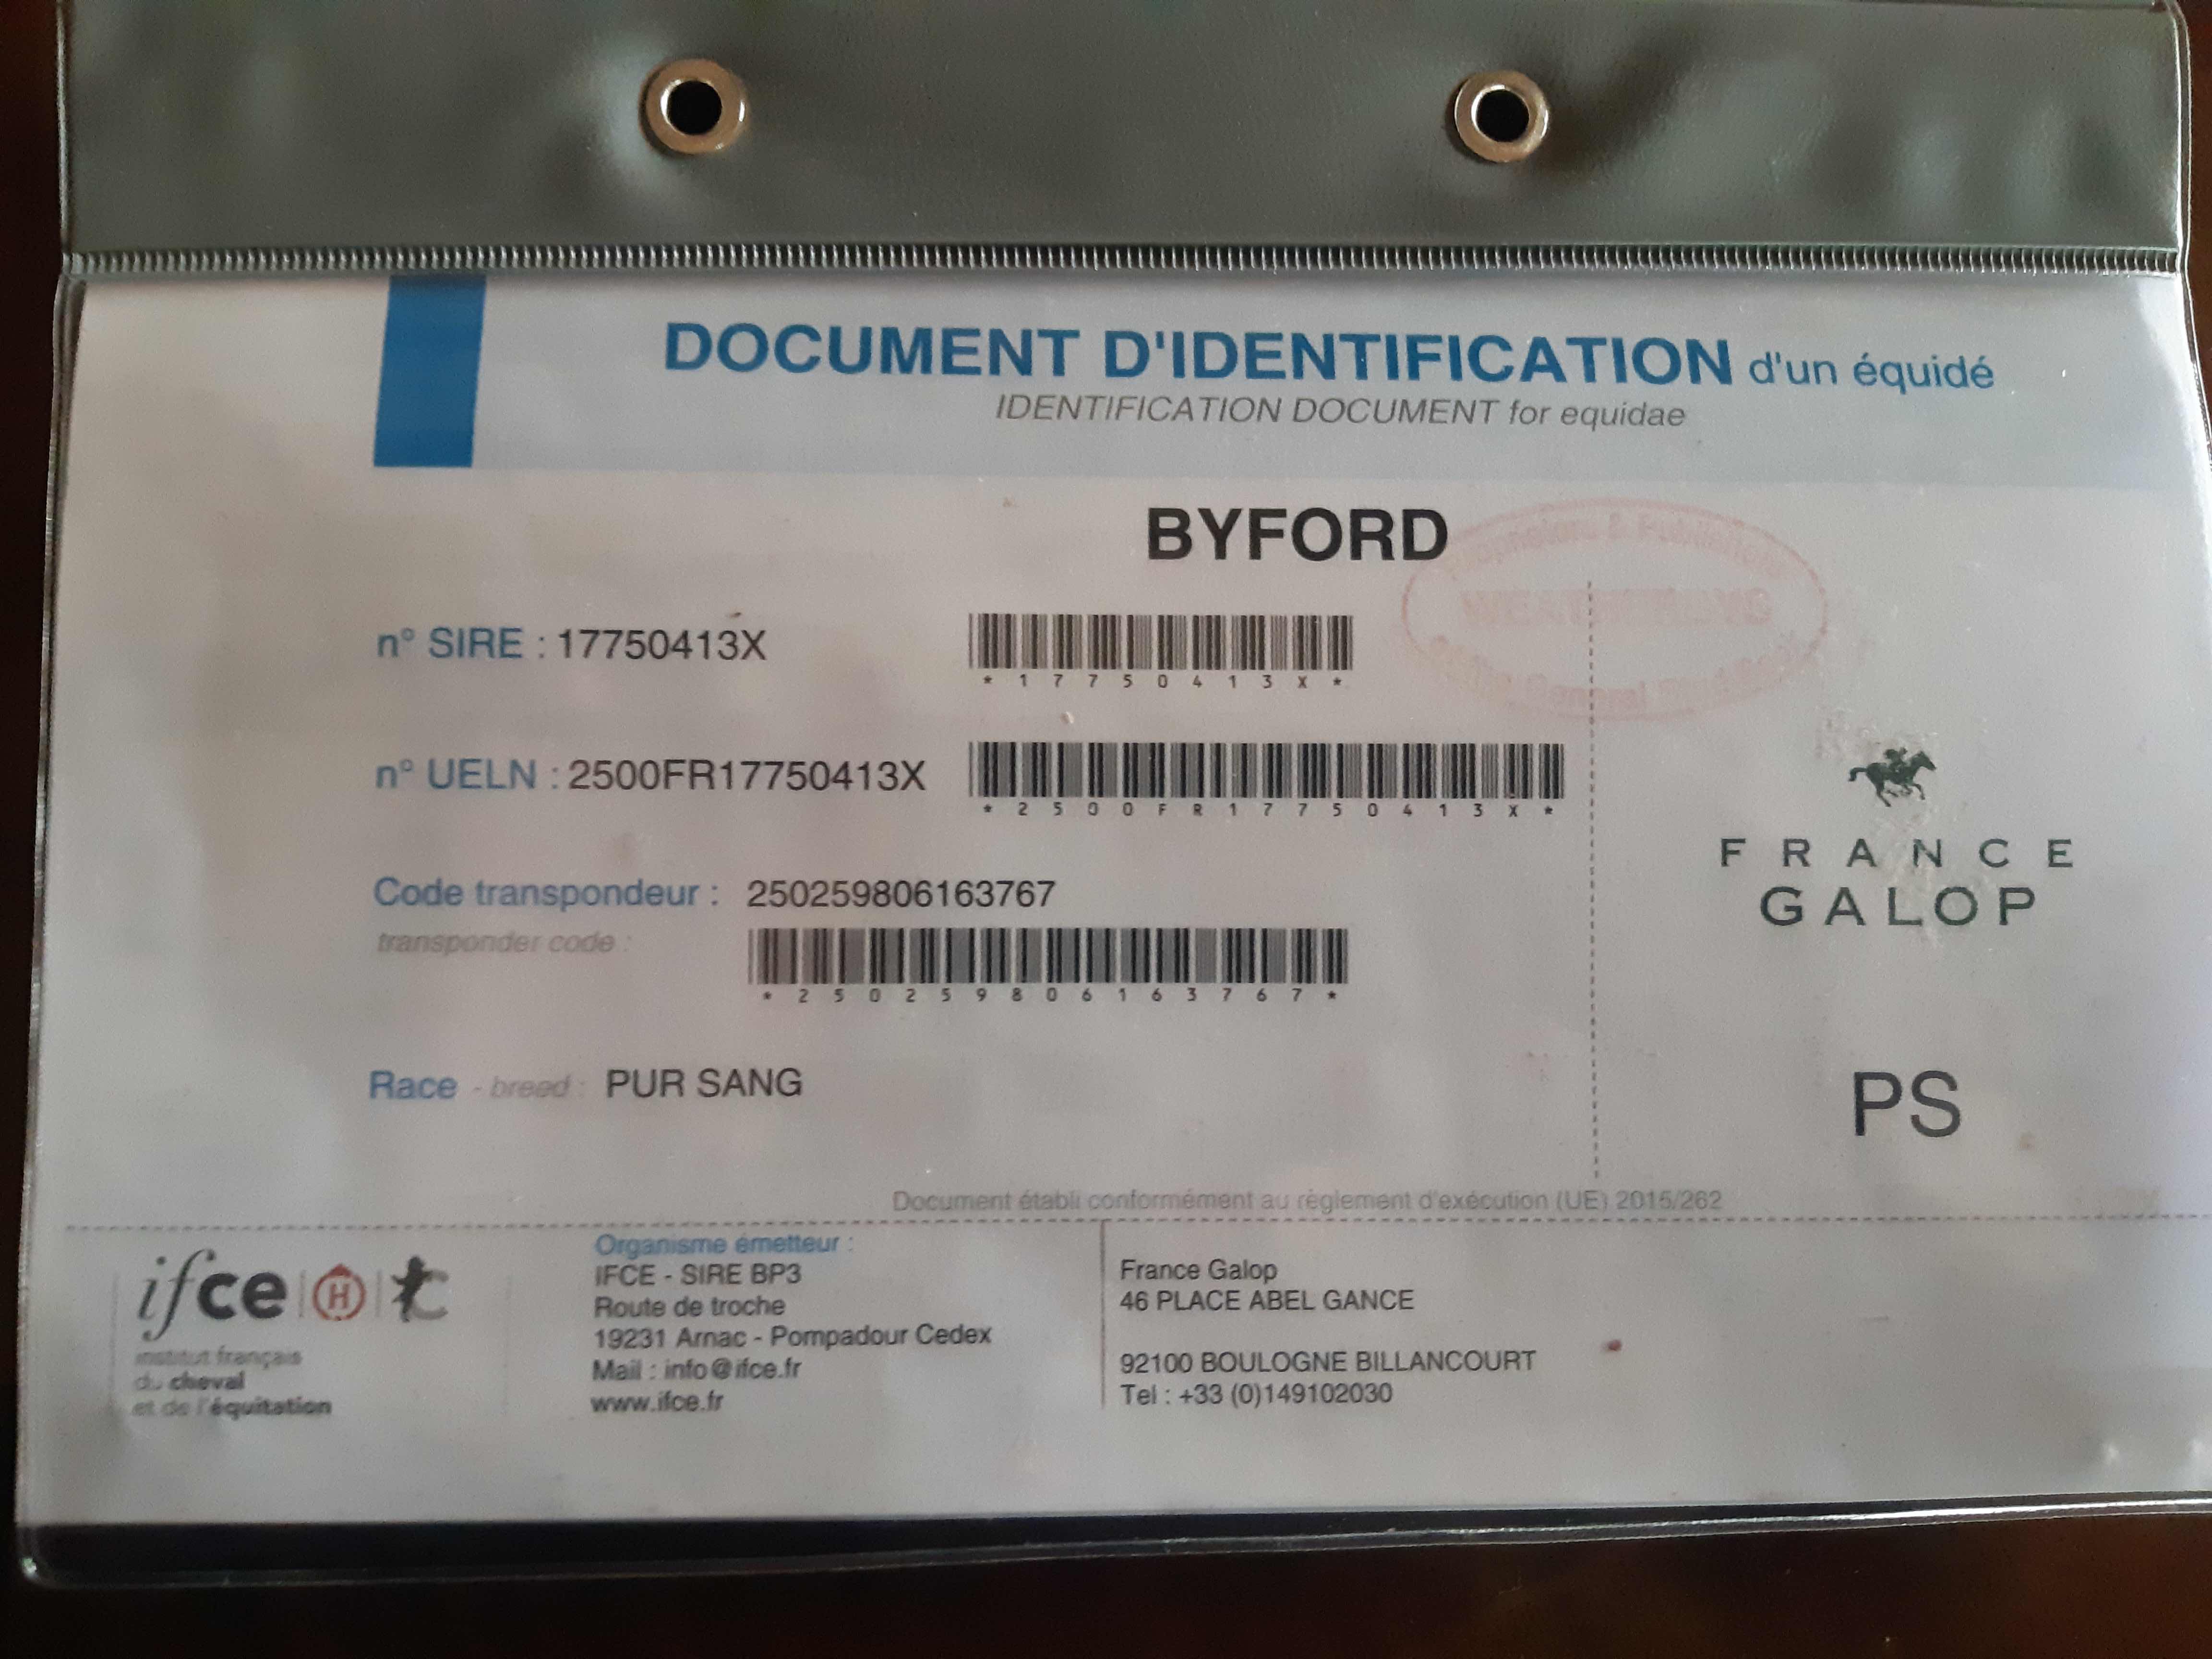 DOCUMENT D'IDENTIFICATION d'un équidé
IDENTIFICATION DOCUMENT for equidae
BYFORD
WEATHERBYS
General
n° SIRE : 17750413X
* 1 7 7 5 0 4 1 3 X *
n° UELN : 2500FR17750413X
* 2 5 0 0 F R 1 7 7 5 0 4 1 3 X *
FRANCE
GALOP
Code transpondeur : 250259806163767
transponder code :
* 2 5 0 2 5 9 8 0 6 1 6 3 7 6 7 *
Race - breed : PUR SANG
PS
Document établi conformément au règlement d'exécution (UE) 2015/262
ifce H
institut français
du cheval
et de l'équitation
Organisme émetteur :
IFCE - SIRE BP3
Route de troche
19231 Arnac - Pompadour Cedex
Mail : info@ifce.fr
www.ifce.fr
France Galop
46 PLACE ABEL GANCE
92100 BOULOGNE BILLANCOURT
Tel : +33 (0)149102030